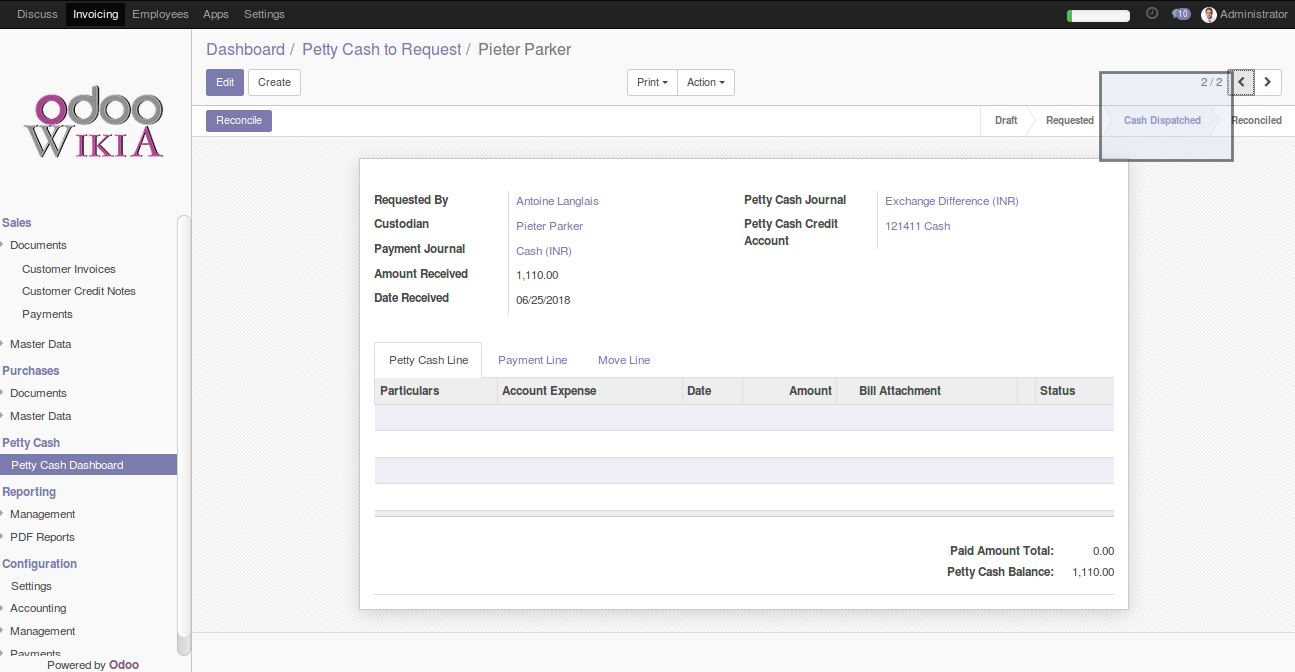 Discuss Invoicing Employees Apps Settings 10 Administrator
Dashboard / Petty Cash to Request / Pieter Parker
Edit Create Print Action 2 / 2
Reconcile Draft Requested Cash Dispatched Reconciled
odoo
WIKIA
Sales
Documents
Customer Invoices
Customer Credit Notes
Payments
Master Data
Purchases
Documents
Master Data
Petty Cash
Petty Cash Dashboard
Reporting
Management
PDF Reports
Configuration
Settings
Accounting
Management
Payments
Powered by Odoo
Requested By Antoine Langlais
Custodian Pieter Parker
Payment Journal Cash (INR)
Amount Received 1,110.00
Date Received 06/25/2018
Petty Cash Journal Exchange Difference (INR)
Petty Cash Credit 121411 Cash
Account
Petty Cash Line Payment Line Move Line
Particulars Account Expense Date Amount Bill Attachment Status
Paid Amount Total: 0.00
Petty Cash Balance: 1,110.00